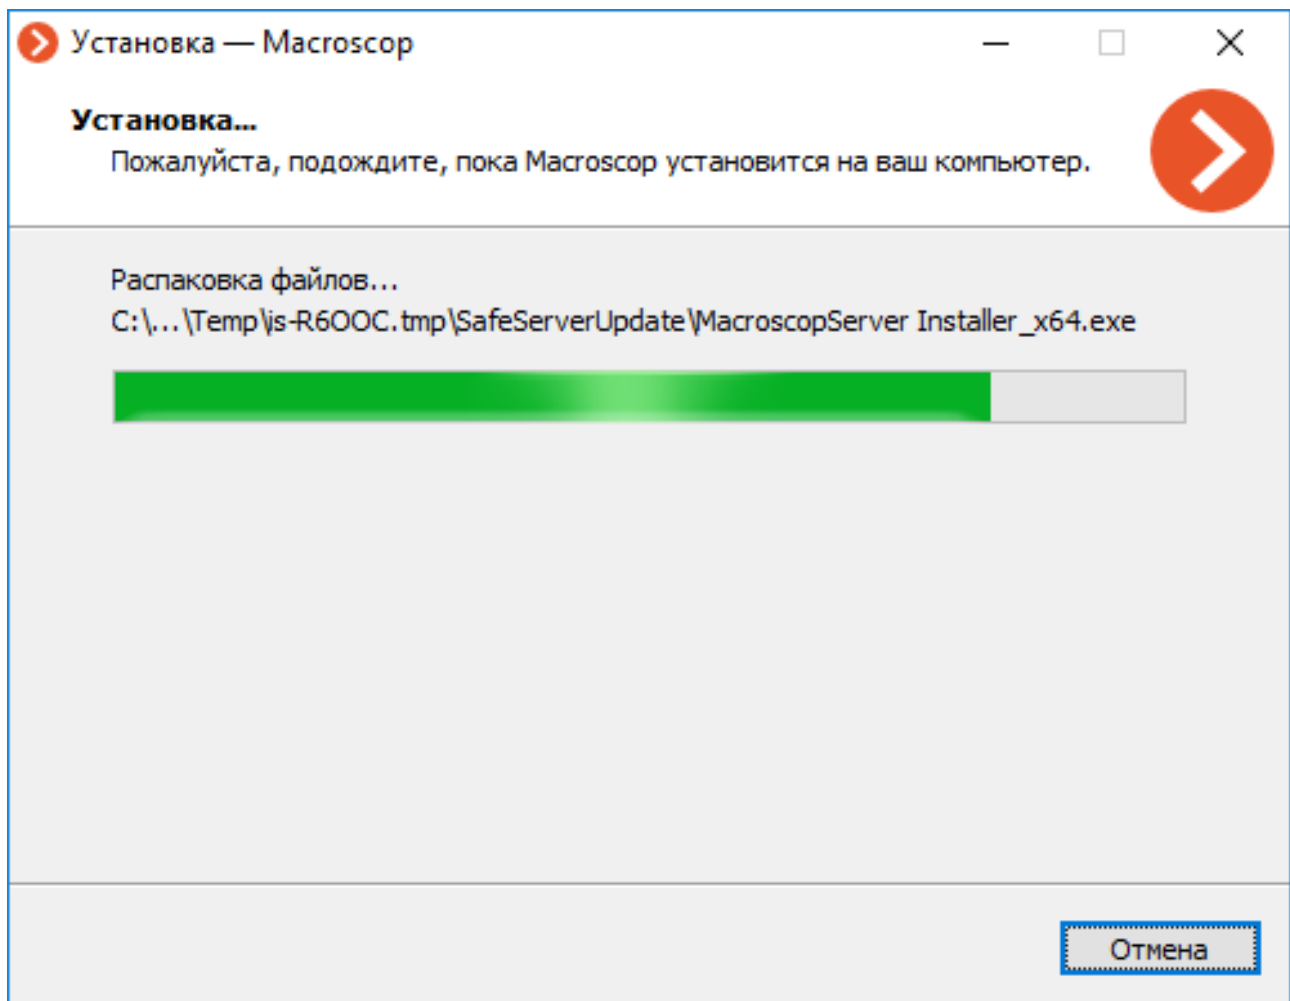 Установка — Macroscop
Установка...
Пожалуйста, подождите, пока Macroscop установится на ваш компьютер.
Распаковка файлов...
C:\...\Temp\is-R6OOC.tmp\SafeServerUpdate\MacroscopServer Installer_x64.exe
Отмена